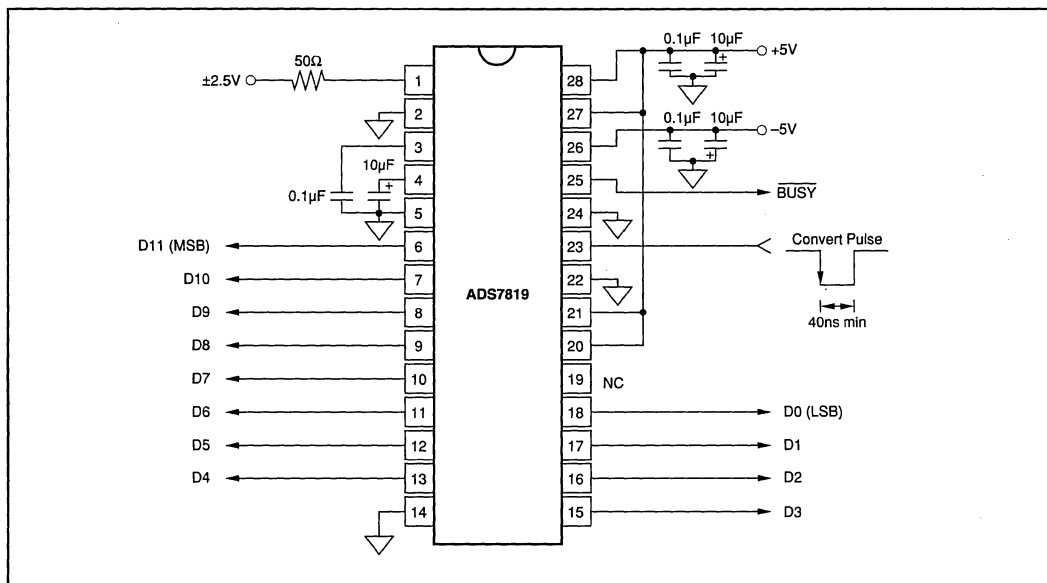 0.1µF 10µF
+5V
50Ω
±2.5V
1 28
2 27
0.1µF 10µF
–5V
3 26
10µF
4 25
BUSY
0.1µF
5 24
D11 (MSB) 6 23
Convert Pulse
D10 7 22
ADS7819
D9 8 21
40ns min
D8 9 20
D7 10 19 NC
D6 11 18 D0 (LSB)
D5 12 17 D1
D4 13 16 D2
14 15 D3